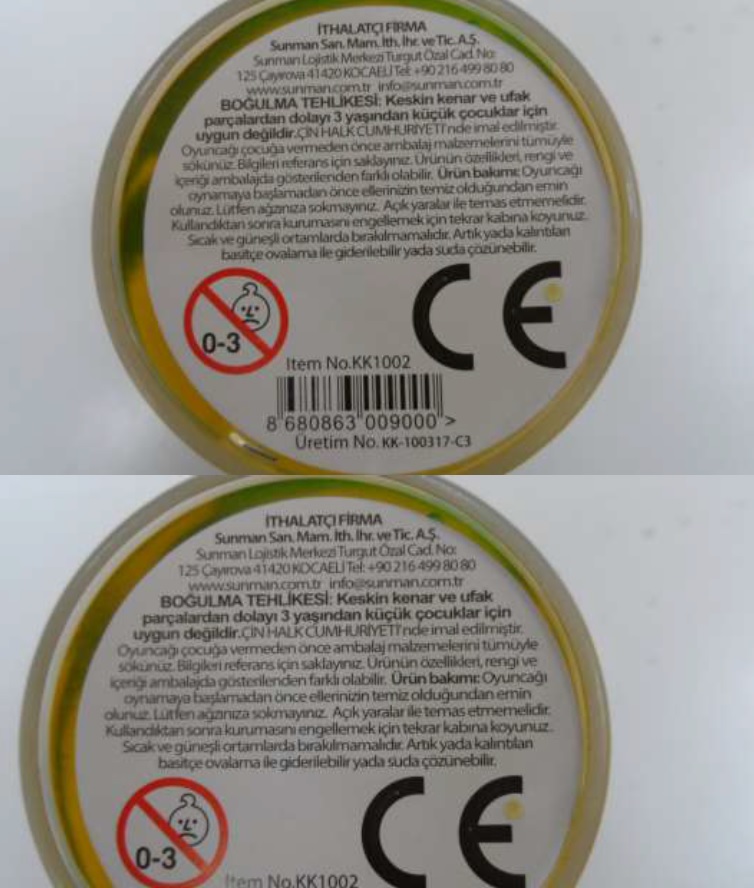 İTHALATÇI FİRMA
Sunman San. Mam. İth. İhr. ve Tic. A.Ş.
Sunman Lojistik Merkezi Turgut Özal Cad. No:
125 Çayırova 41420 KOCAELİ Tel: +90 216 499 80 80
www.sunman.com.tr info@sunman.com.tr
BOĞULMA TEHLİKESİ: Keskin kenar ve ufak
parçalardan dolayı 3 yaşından küçük çocuklar için
uygun değildir.ÇİN HALK CUMHURİYETİ'nde imal edilmiştir.
Oyuncağı çocuğa vermeden önce ambalaj malzemelerini tümüyle
sökünüz. Bilgileri referans için saklayınız. Ürünün özellikleri, rengi ve
içeriği ambalajda gösterilenden farklı olabilir. Ürün bakımı: Oyuncağı
oynamaya başlamadan önce ellerinizin temiz olduğundan emin
olunuz. Lütfen ağzınıza sokmayınız. Açık yaralar ile temas etmemelidir.
Kullandıktan sonra kurumasını engellemek için tekrar kabına koyunuz.
Sıcak ve güneşli ortamlarda bırakılmamalıdır. Artık yada kalıntıları
basitçe ovalama ile giderilebilir yada suda çözünebilir.
0-3
CE
Item No.KK1002
8 680863 009000 >
Üretim No. KK-100317-C3
İTHALATÇI FİRMA
Sunman San. Mam. İth. İhr. ve Tic. A.Ş.
Sunman Lojistik Merkezi Turgut Özal Cad. No:
125 Çayırova 41420 KOCAELİ Tel: +90 216 499 80 80
www.sunman.com.tr info@sunman.com.tr
BOĞULMA TEHLİKESİ: Keskin kenar ve ufak
parçalardan dolayı 3 yaşından küçük çocuklar için
uygun değildir.ÇİN HALK CUMHURİYETİ'nde imal edilmiştir.
Oyuncağı çocuğa vermeden önce ambalaj malzemelerini tümüyle
sökünüz. Bilgileri referans için saklayınız. Ürünün özellikleri, rengi ve
içeriği ambalajda gösterilenden farklı olabilir. Ürün bakımı: Oyuncağı
oynamaya başlamadan önce ellerinizin temiz olduğundan emin
olunuz. Lütfen ağzınıza sokmayınız. Açık yaralar ile temas etmemelidir.
Kullandıktan sonra kurumasını engellemek için tekrar kabına koyunuz.
Sıcak ve güneşli ortamlarda bırakılmamalıdır. Artık yada kalıntıları
basitçe ovalama ile giderilebilir yada suda çözünebilir.
0-3
CE
Item No.KK1002